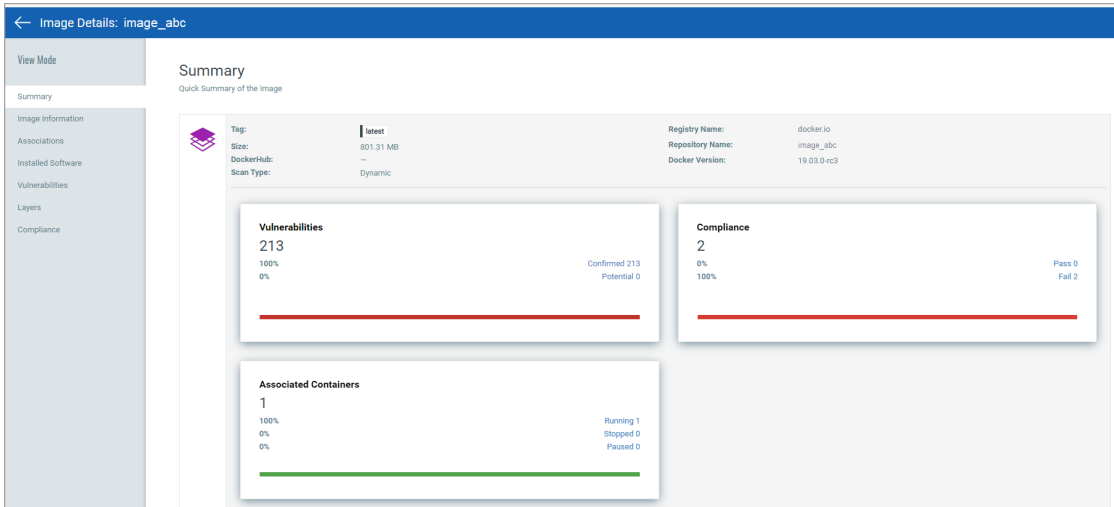 Image Details: image_abc
View Mode
Summary
Image Information
Associations
Installed Software
Vulnerabilities
Layers
Compliance
Summary
Quick Summary of the Image
Tag: latest
Size: 801.31 MB
DockerHub: —
Scan Type: Dynamic
Registry Name: docker.io
Repository Name: image_abc
Docker Version: 19.03.0-rc3
Vulnerabilities
213
100% Confirmed 213
0% Potential 0
Compliance
2
0% Pass 0
100% Fail 2
Associated Containers
1
100% Running 1
0% Stopped 0
0% Paused 0